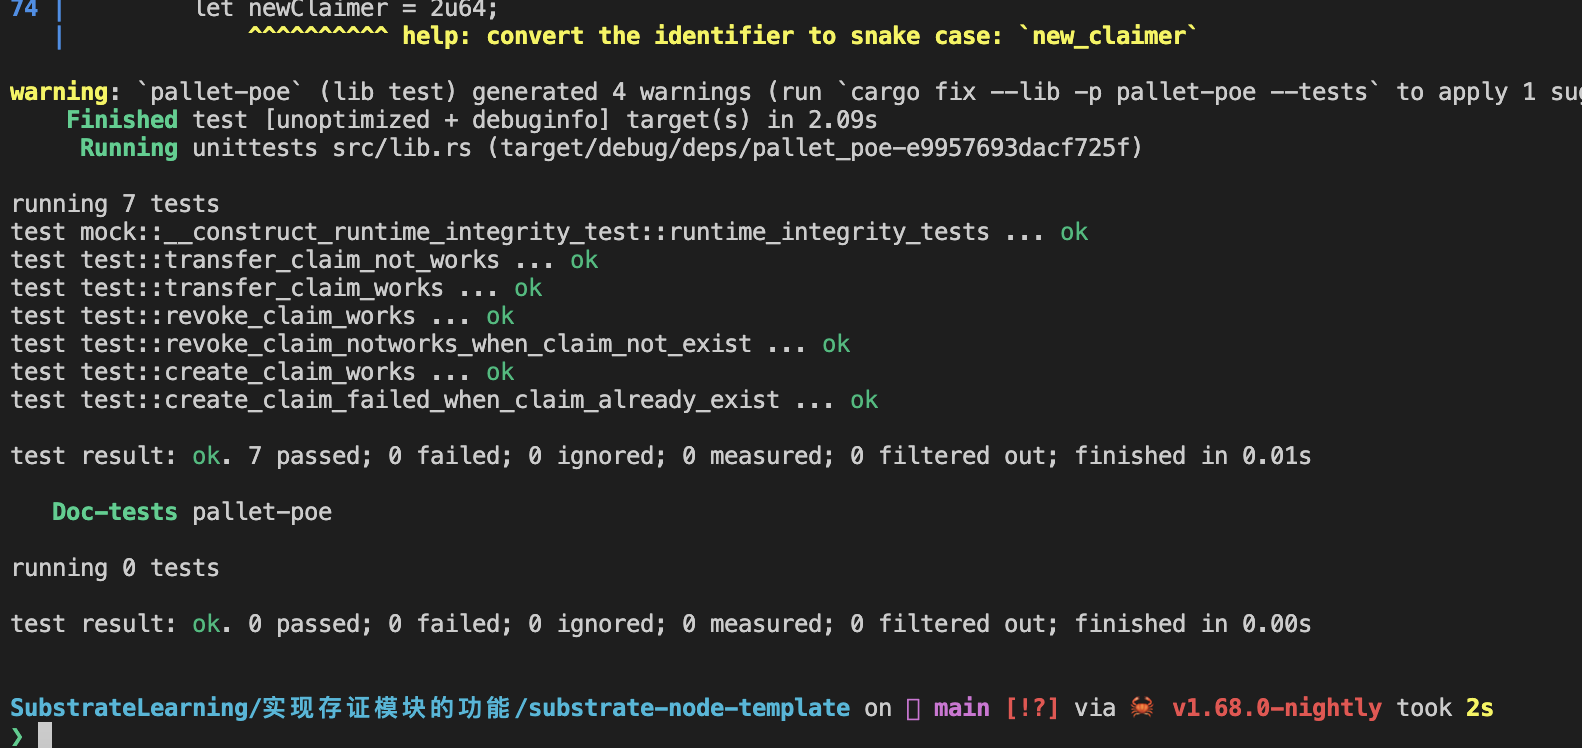 74 |         let newClaimer = 2u64;
   |             ^^^^^^^^^^ help: convert the identifier to snake case: `new_claimer`
warning: `pallet-poe` (lib test) generated 4 warnings (run `cargo fix --lib -p pallet-poe --tests` to apply 1 sug
    Finished test [unoptimized + debuginfo] target(s) in 2.09s
     Running unittests src/lib.rs (target/debug/deps/pallet_poe-e9957693dacf725f)
running 7 tests
test mock::__construct_runtime_integrity_test::runtime_integrity_tests ... ok
test test::transfer_claim_not_works ... ok
test test::transfer_claim_works ... ok
test test::revoke_claim_works ... ok
test test::revoke_claim_notworks_when_claim_not_exist ... ok
test test::create_claim_works ... ok
test test::create_claim_failed_when_claim_already_exist ... ok
test result: ok. 7 passed; 0 failed; 0 ignored; 0 measured; 0 filtered out; finished in 0.01s
   Doc-tests pallet-poe
running 0 tests
test result: ok. 0 passed; 0 failed; 0 ignored; 0 measured; 0 filtered out; finished in 0.00s
SubstrateLearning/实现存证模块的功能/substrate-node-template on main [!?] via 🦀 v1.68.0-nightly took 2s
❯